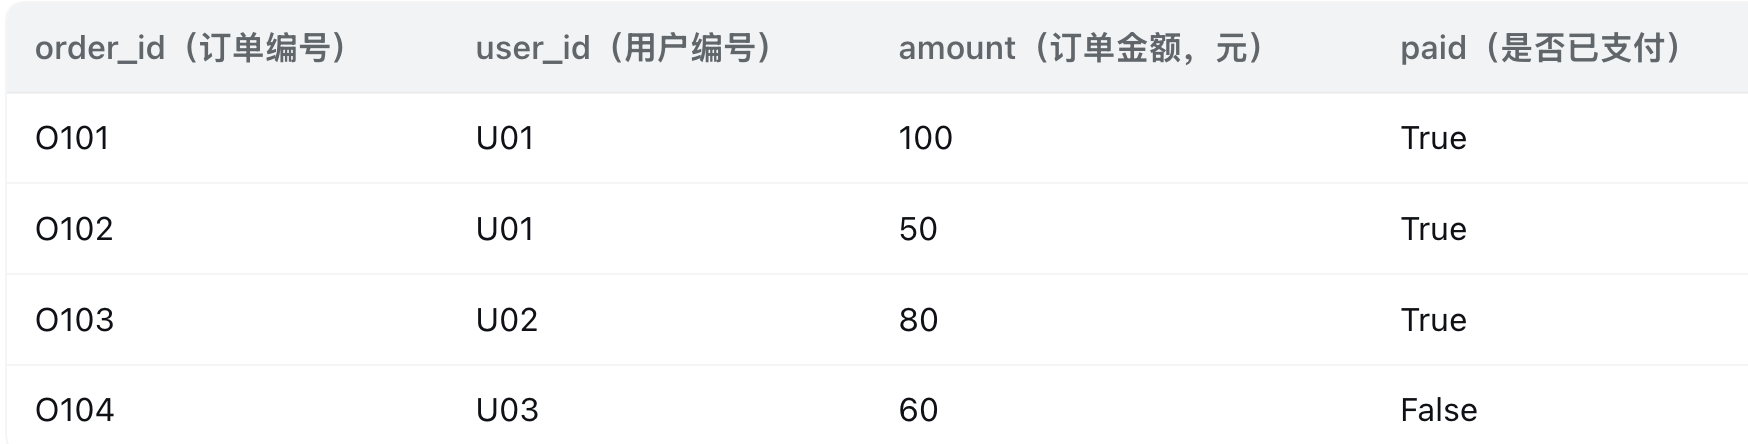 order_id（订单编号） user_id（用户编号） amount（订单金额，元） paid（是否已支付）
O101 U01 100 True
O102 U01 50 True
O103 U02 80 True
O104 U03 60 False